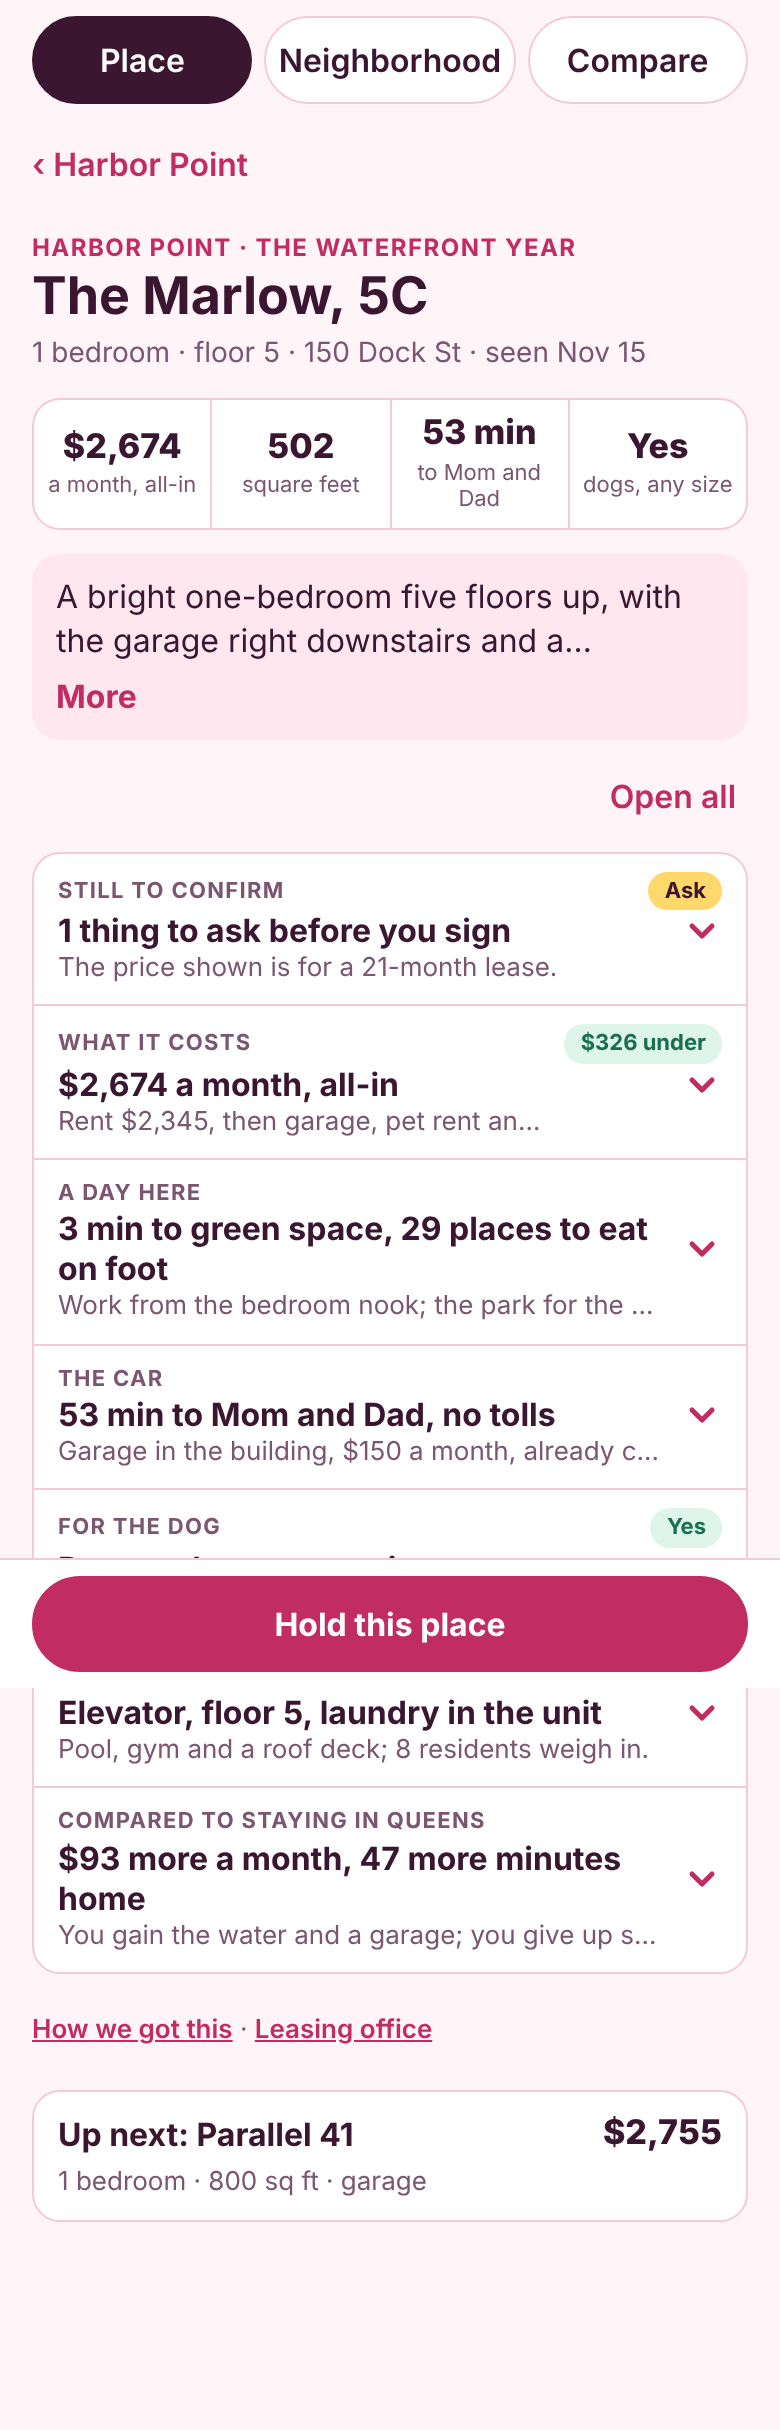 Place
Neighborhood
Compare
‹ Harbor Point
HARBOR POINT · THE WATERFRONT YEAR
The Marlow, 5C
1 bedroom · floor 5 · 150 Dock St · seen Nov 15
$2,674
a month, all-in
502
square feet
53 min
to Mom and
Dad
Yes
dogs, any size
A bright one-bedroom five floors up, with
the garage right downstairs and a...
More
Open all
STILL TO CONFIRM
Ask
1 thing to ask before you sign
The price shown is for a 21-month lease.
WHAT IT COSTS
$326 under
$2,674 a month, all-in
Rent $2,345, then garage, pet rent an...
A DAY HERE
3 min to green space, 29 places to eat
on foot
Work from the bedroom nook; the park for the ...
THE CAR
53 min to Mom and Dad, no tolls
Garage in the building, $150 a month, already c...
FOR THE DOG
Yes
Hold this place
Elevator, floor 5, laundry in the unit
Pool, gym and a roof deck; 8 residents weigh in.
COMPARED TO STAYING IN QUEENS
$93 more a month, 47 more minutes
home
You gain the water and a garage; you give up s...
How we got this · Leasing office
Up next: Parallel 41
$2,755
1 bedroom · 800 sq ft · garage